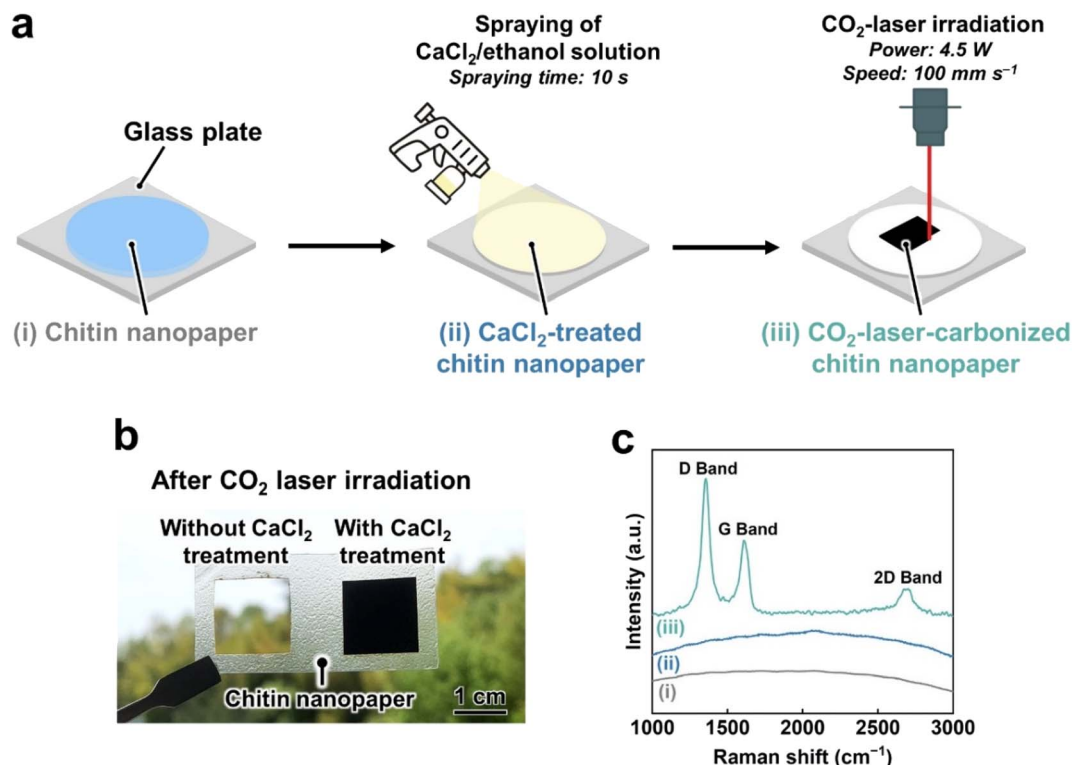 a
Spraying of
CaCl₂/ethanol solution
Spraying time: 10 s
CO₂-laser irradiation
Power: 4.5 W
Speed: 100 mm s⁻¹
Glass plate
(i) Chitin nanopaper
(ii) CaCl₂-treated
chitin nanopaper
(iii) CO₂-laser-carbonized
chitin nanopaper
b
After CO₂ laser irradiation
Without CaCl₂
treatment
With CaCl₂
treatment
Chitin nanopaper
1 cm
c
D Band
G Band
2D Band
(iii)
(ii)
(i)
Intensity (a.u.)
1000 1500 2000 2500 3000
Raman shift (cm⁻¹)